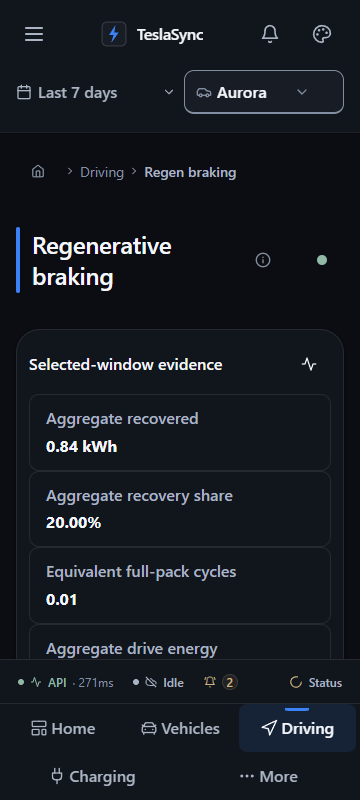 TeslaSync
Last 7 days
Aurora
Driving
Regen braking
Regenerative
braking
Selected-window evidence
Aggregate recovered
0.84 kWh
Aggregate recovery share
20.00%
Equivalent full-pack cycles
0.01
Aggregate drive energy
API · 271ms
Idle
2
Status
Home
Vehicles
Driving
Charging
More